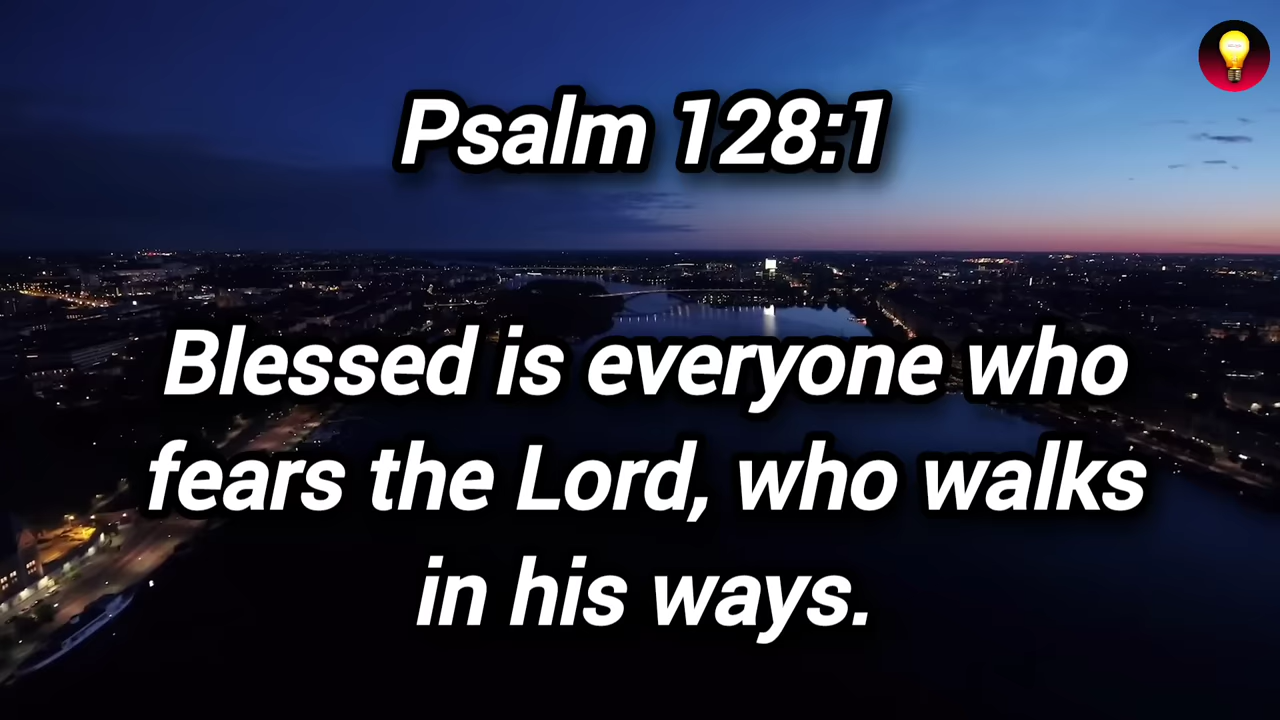 Psalm 128:1
Blessed is everyone who
fears the Lord, who walks
in his ways.